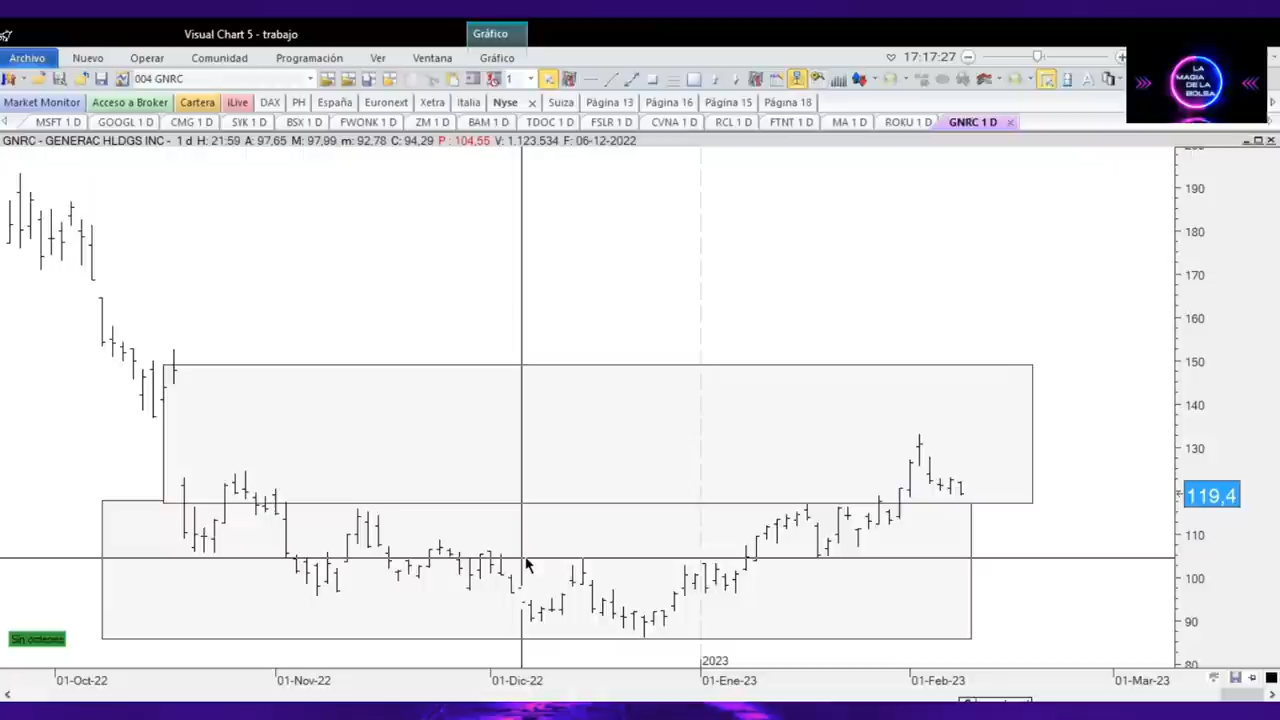 Visual Chart 5 - trabajo
Gráfico
Archivo Nuevo Operar Comunidad Programación Ver Ventana Gráfico 17:17:27
004 GNRC 1
LA
MAGIA
DE LA
BOLSA
Market Monitor Acceso a Broker Cartera iLive DAX PH España Euronext Xetra Italia Nyse Suiza Página 13 Página 16 Página 15 Página 18
MSFT 1 D GOOGL 1 D CMG 1 D SYK 1 D BSX 1 D FWONK 1 D ZM 1 D BAM 1 D TDOC 1 D FSLR 1 D CVNA 1 D RCL 1 D FTNT 1 D MA 1 D ROKU 1 D GNRC 1 D
GNRC - GENERAC HLDGS INC - 1 d H: 21:59 A: 97,65 M: 97,99 m: 92,78 C: 94,29 P : 104,55 V: 1.123.534 F: 06-12-2022
190
180
170
160
150
140
130
119,4
110
100
90
80
Sin órdenes
2023
01-Oct-22 01-Nov-22 01-Dic-22 01-Ene-23 01-Feb-23 01-Mar-23